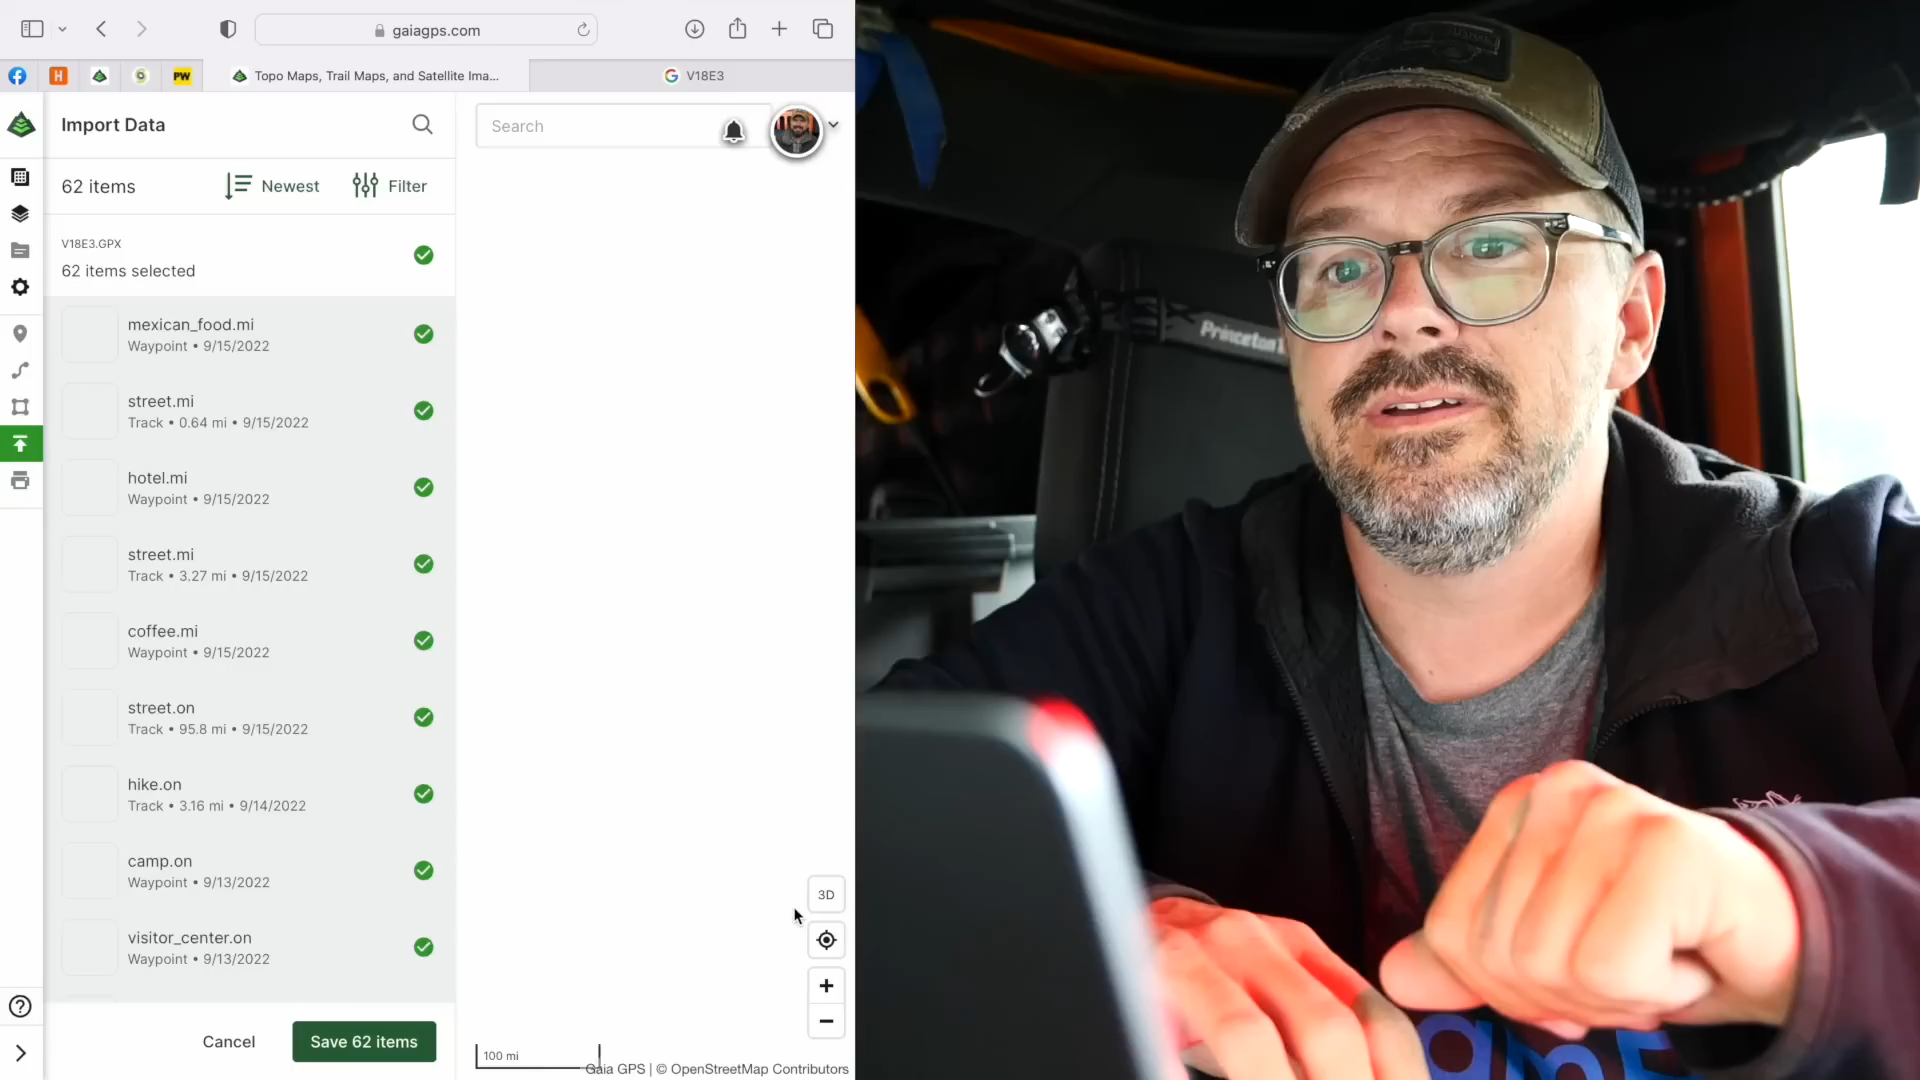 gaiagps.com
H
PW
Topo Maps, Trail Maps, and Satellite Ima...
G V18E3
Import Data
Search
62 items
Newest
Filter
V18E3.GPX
62 items selected
mexican_food.mi
Waypoint • 9/15/2022
street.mi
Track • 0.64 mi • 9/15/2022
hotel.mi
Waypoint • 9/15/2022
street.mi
Track • 3.27 mi • 9/15/2022
coffee.mi
Waypoint • 9/15/2022
street.on
Track • 95.8 mi • 9/15/2022
hike.on
Track • 3.16 mi • 9/14/2022
camp.on
Waypoint • 9/13/2022
visitor_center.on
Waypoint • 9/13/2022
Cancel
Save 62 items
3D
100 mi
Gaia GPS | © OpenStreetMap Contributors
Princeton